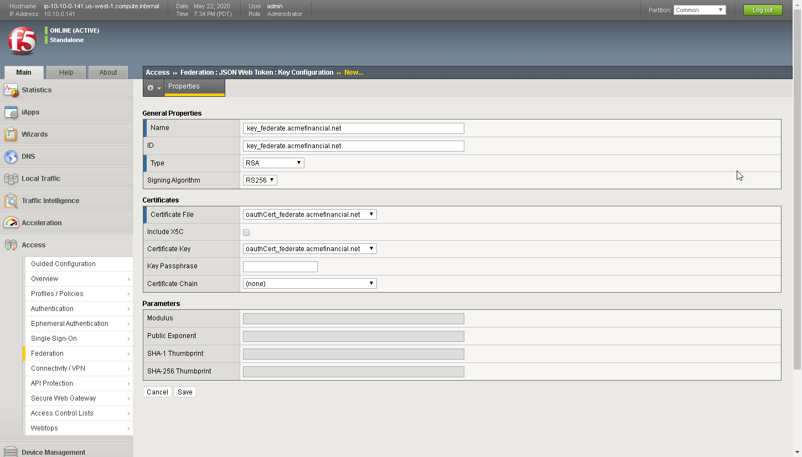 Hostname ip-10-10-0-141.us-west-1.compute.internal Date May 22, 2020 User admin
IP Address 10.10.0.141 Time 7:34 PM (PDT) Role Administrator
Partition: Common Log out
f5
ONLINE (ACTIVE)
Standalone
Main Help About
Access ›› Federation : JSON Web Token : Key Configuration ›› New...
Properties
Statistics
iApps
Wizards
DNS
Local Traffic
Traffic Intelligence
Acceleration
Access
Guided Configuration
Overview
Profiles / Policies
Authentication
Ephemeral Authentication
Single Sign-On
Federation
Connectivity / VPN
API Protection
Secure Web Gateway
Access Control Lists
Webtops
Device Management
General Properties
Name key_federate.acmefinancial.net
ID key_federate.acmefinancial.net
Type RSA
Signing Algorithm RS256
Certificates
Certificate File oauthCert_federate.acmefinancial.net
Include X5C
Certificate Key oauthCert_federate.acmefinancial.net
Key Passphrase
Certificate Chain (none)
Parameters
Modulus
Public Exponent
SHA-1 Thumbprint
SHA-256 Thumbprint
Cancel Save